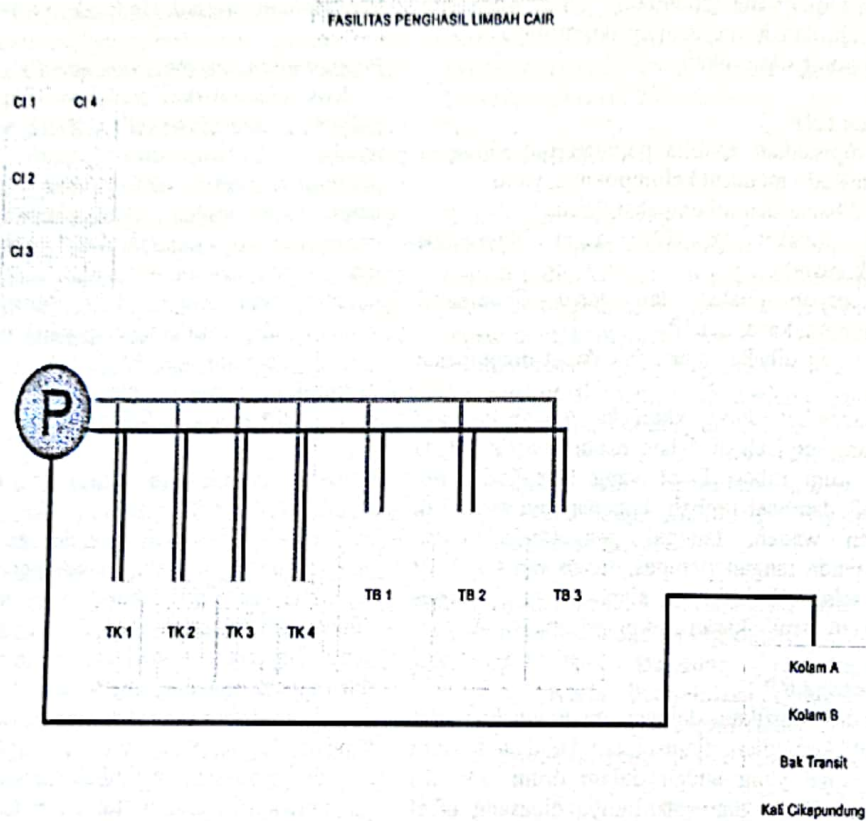 FASILITAS PENGHASIL LIMBAH CAIR
CI 1 CI 4
CI 2
CI 3
P
TB 1 TB 2 TB 3
TK 1 TK 2 TK 3 TK 4
Kolam A
Kolam B
Bak Transit
Kali Cikapundung